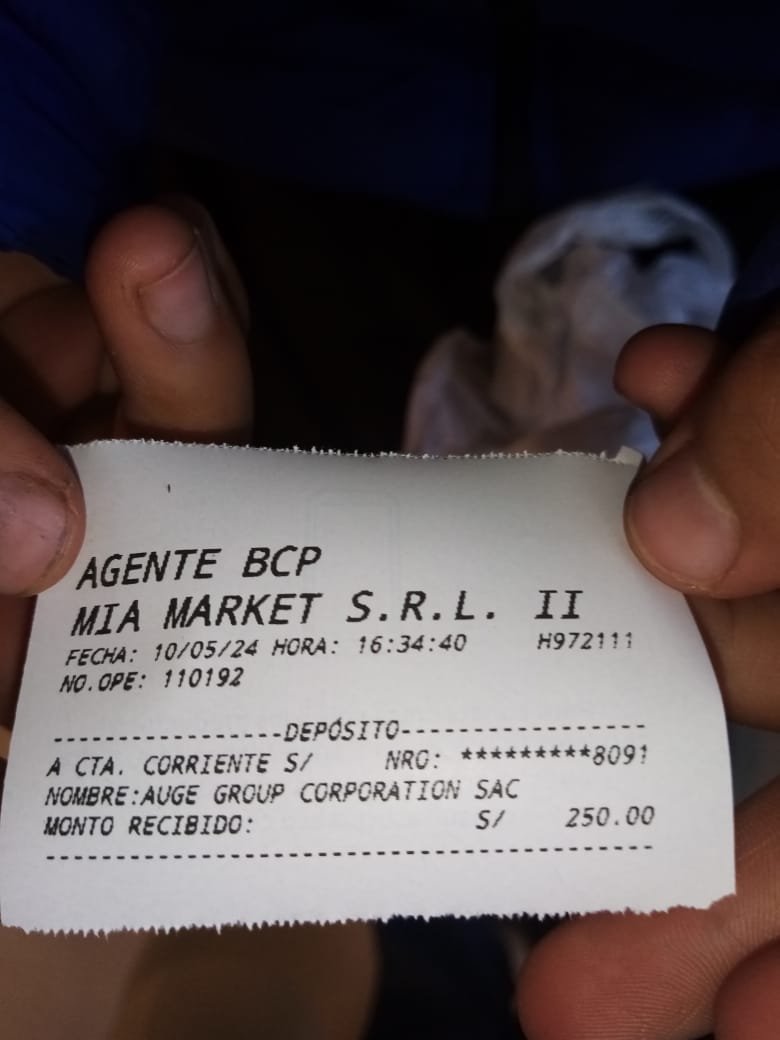 AGENTE BCP
MIA MARKET S.R.L. II
FECHA: 10/05/24 HORA: 16:34:40 H972111
NO.OPE: 110192
-----------------DEPÓSITO------------------
A CTA. CORRIENTE S/ NRO: *********8091
NOMBRE:AUGE GROUP CORPORATION SAC
MONTO RECIBIDO: S/ 250.00